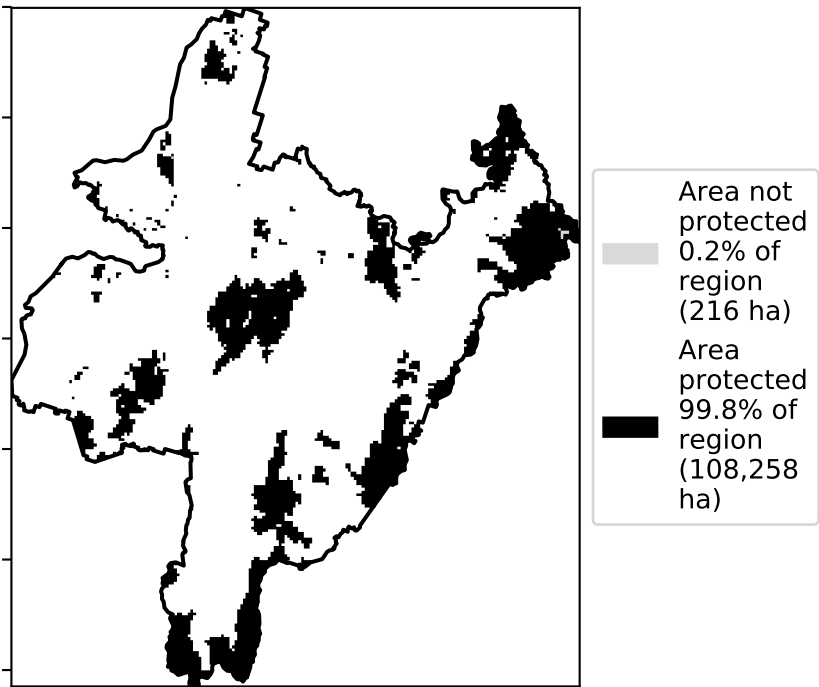 Area not
protected
0.2% of
region
(216 ha)
Area
protected
99.8% of
region
(108,258
ha)